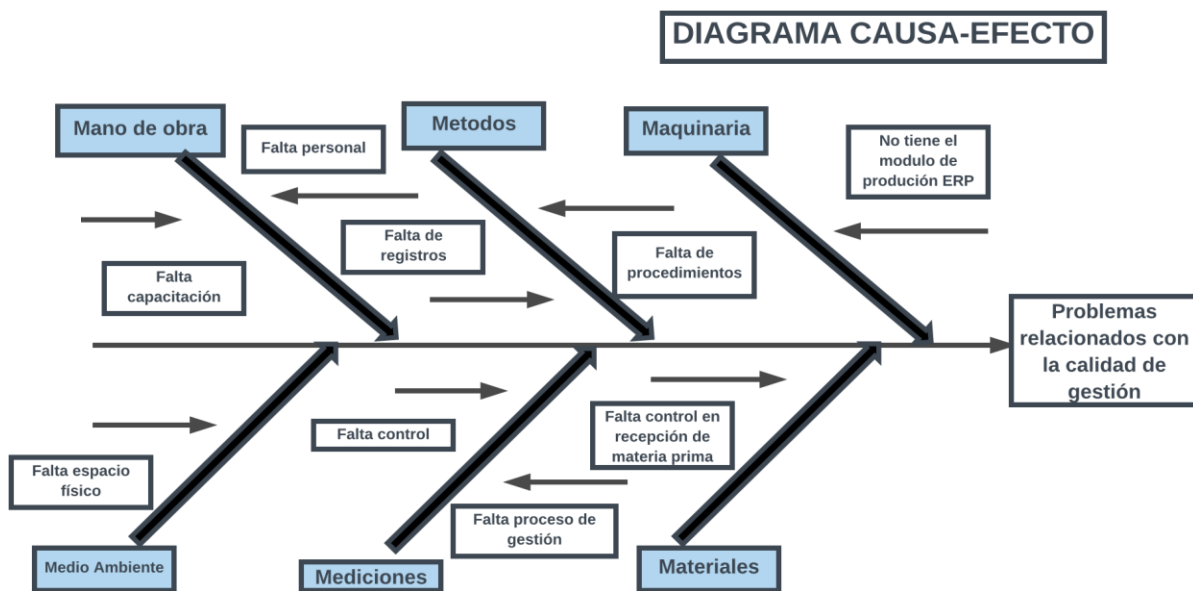 DIAGRAMA CAUSA-EFECTO
Mano de obra
Falta personal
Metodos
Maquinaria
No tiene el
modulo de
produción ERP
Falta
capacitación
Falta de
registros
Falta de
procedimientos
Problemas
relacionados con
la calidad de
gestión
Falta espacio
físico
Falta control
Falta control en
recepción de
materia prima
Falta proceso de
gestión
Medio Ambiente
Mediciones
Materiales